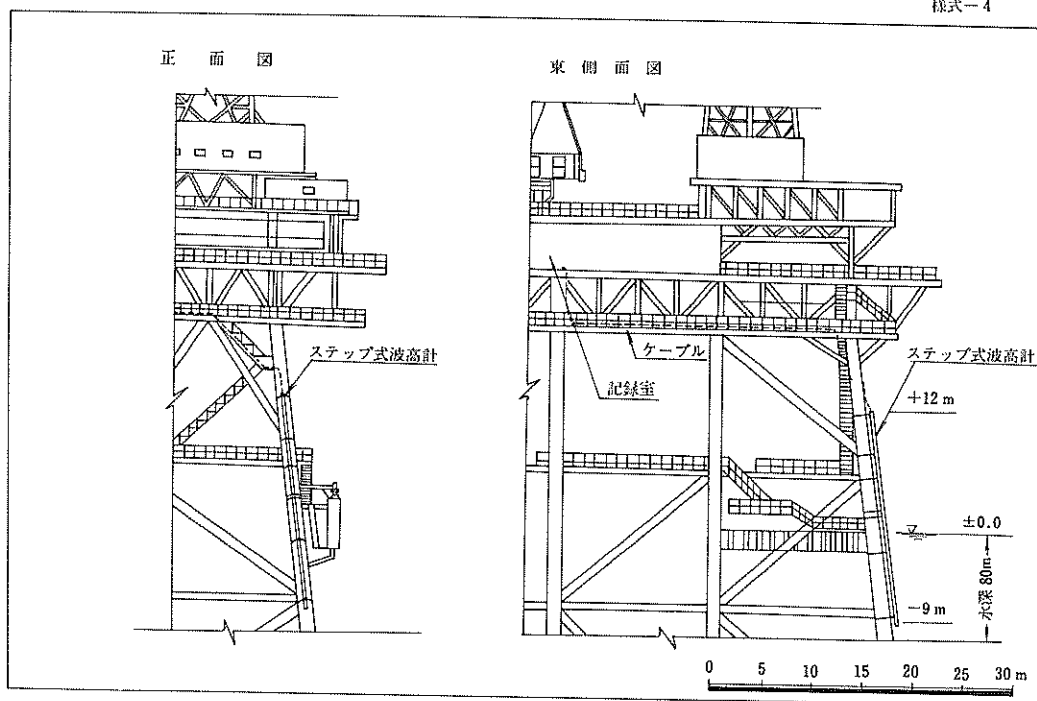 様式-4
正面図
東側面図
ステップ式波高計
ケーブル
記録室
ステップ式波高計
+12 m
±0.0
水深 80m
-9 m
0 5 10 15 20 25 30 m